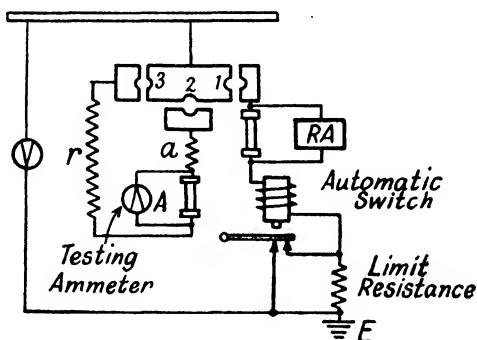 3 2 1
r
a
V
A
RA
Automatic
Switch
Testing
Ammeter
Limit
Resistance
E